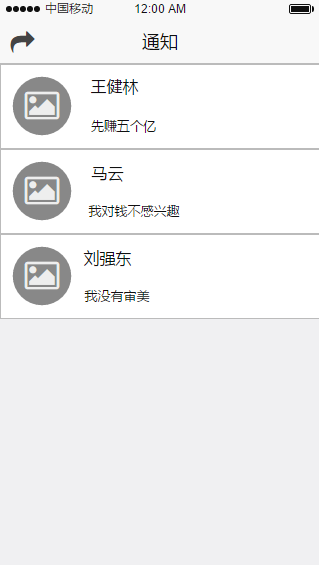 中国移动 12:00 AM
通知
王健林
先赚五个亿
马云
我对钱不感兴趣
刘强东
我没有审美